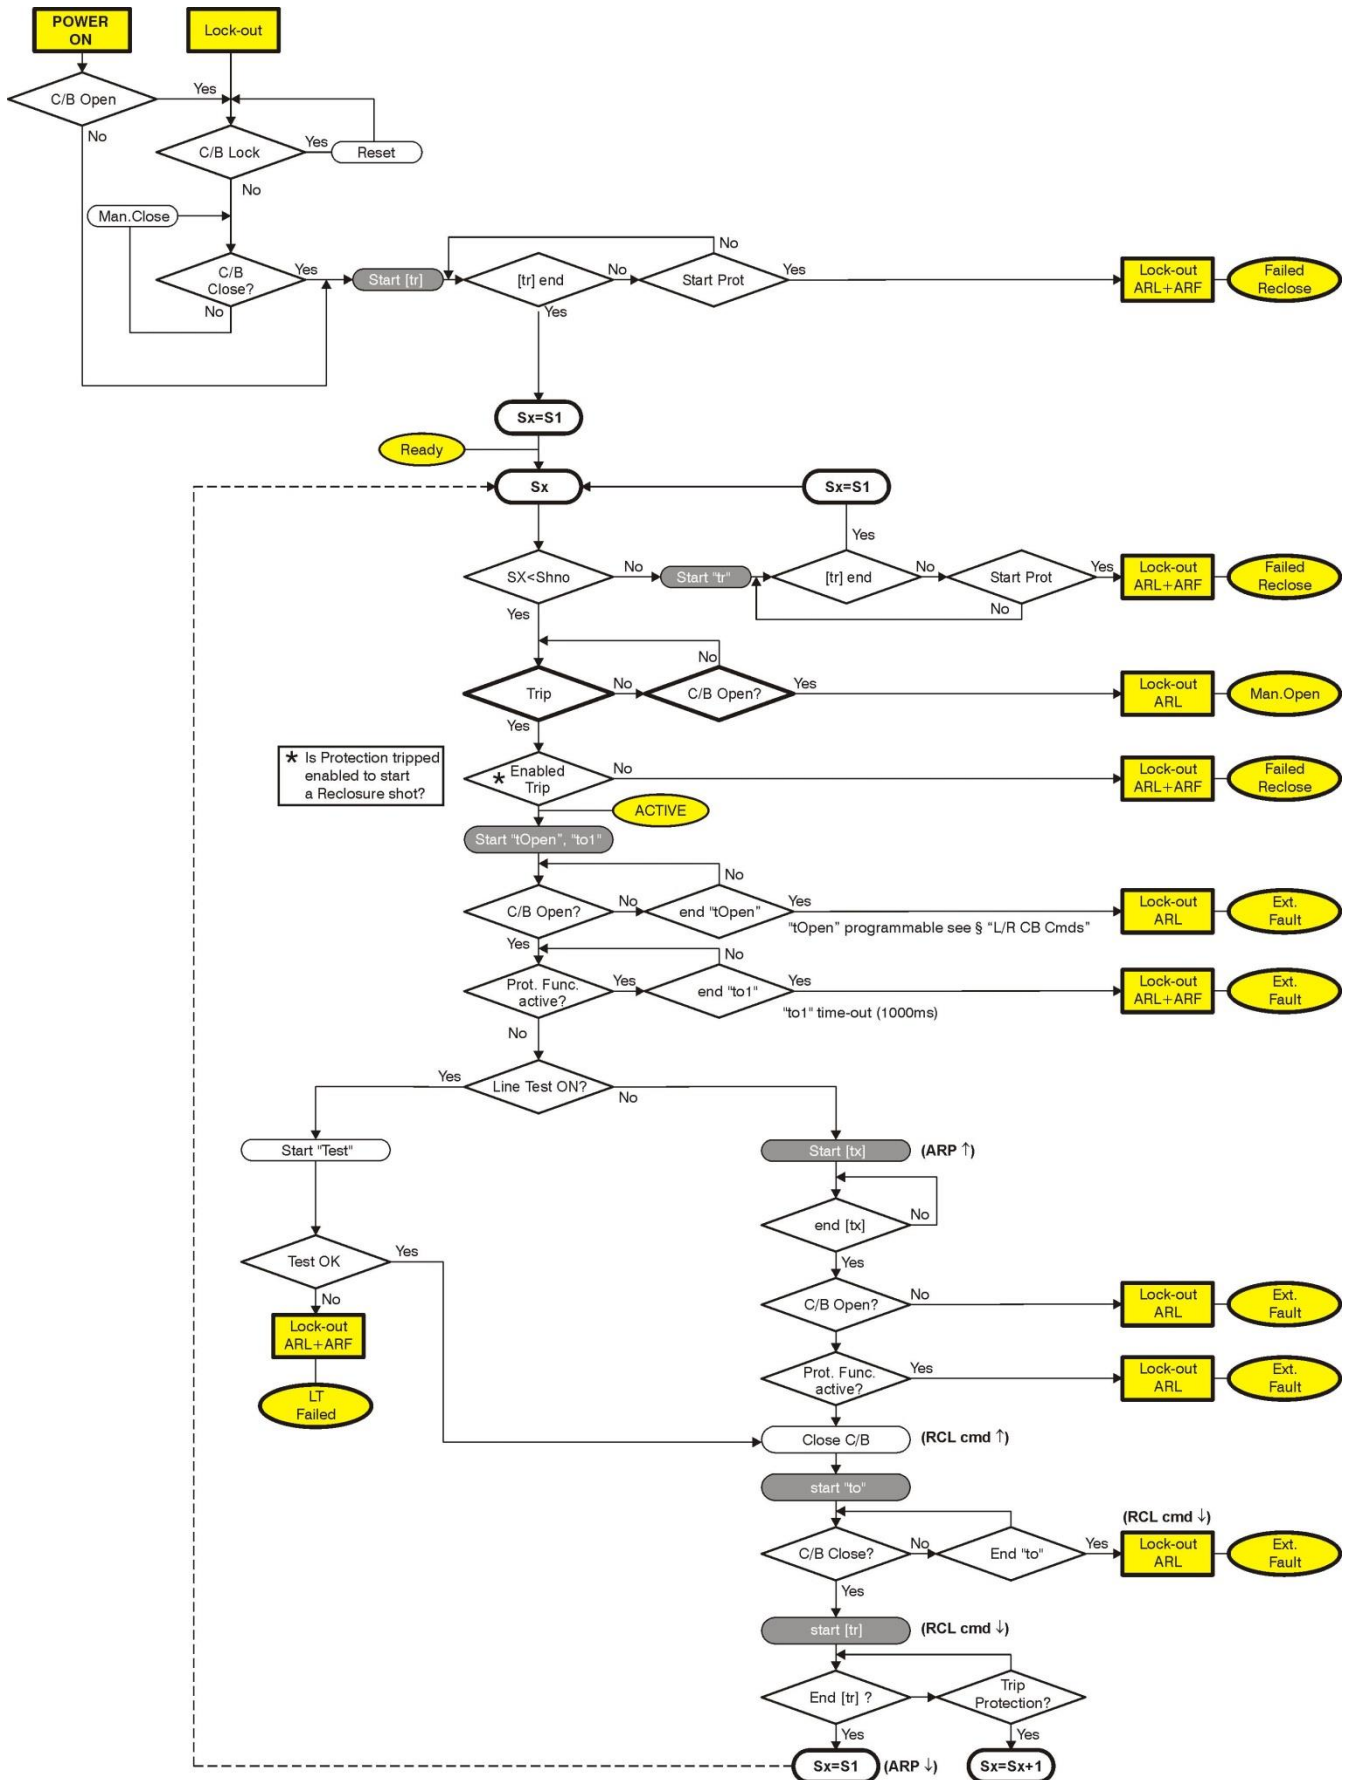 POWER
ON
Lock-out
C/B Open
Yes
No
C/B Lock
Yes
Reset
No
Man.Close
C/B
Close?
Yes
No
Start [tr]
[tr] end
No
Yes
Start Prot
No
Yes
Lock-out
ARL+ARF
Failed
Reclose
Sx=S1
Ready
Sx
Sx=S1
Yes
SX<Shno
No
Yes
Start "tr"
[tr] end
No
Start Prot
Yes
No
Lock-out
ARL+ARF
Failed
Reclose
Trip
No
Yes
C/B Open?
No
Yes
Lock-out
ARL
Man.Open
* Is Protection tripped
enabled to start
a Reclosure shot?
* Enabled
Trip
No
Lock-out
ARL+ARF
Failed
Reclose
ACTIVE
Start "tOpen", "to1"
C/B Open?
No
Yes
end "tOpen"
No
Yes
"tOpen" programmable see § "L/R CB Cmds"
Lock-out
ARL
Ext.
Fault
Prot. Func.
active?
Yes
No
end "to1"
No
Yes
"to1" time-out (1000ms)
Lock-out
ARL+ARF
Ext.
Fault
Line Test ON?
Yes
No
Start "Test"
Start [tx]
(ARP ↑)
end [tx]
No
Yes
Test OK
Yes
No
Lock-out
ARL+ARF
LT
Failed
C/B Open?
No
Lock-out
ARL
Ext.
Fault
Prot. Func.
active?
Yes
Lock-out
ARL
Ext.
Fault
Close C/B
(RCL cmd ↑)
start "to"
C/B Close?
No
Yes
End "to"
Yes
(RCL cmd ↓)
Lock-out
ARL
Ext.
Fault
start [tr]
(RCL cmd ↓)
End [tr] ?
Yes
Trip
Protection?
Yes
Sx=S1
(ARP ↓)
Sx=Sx+1